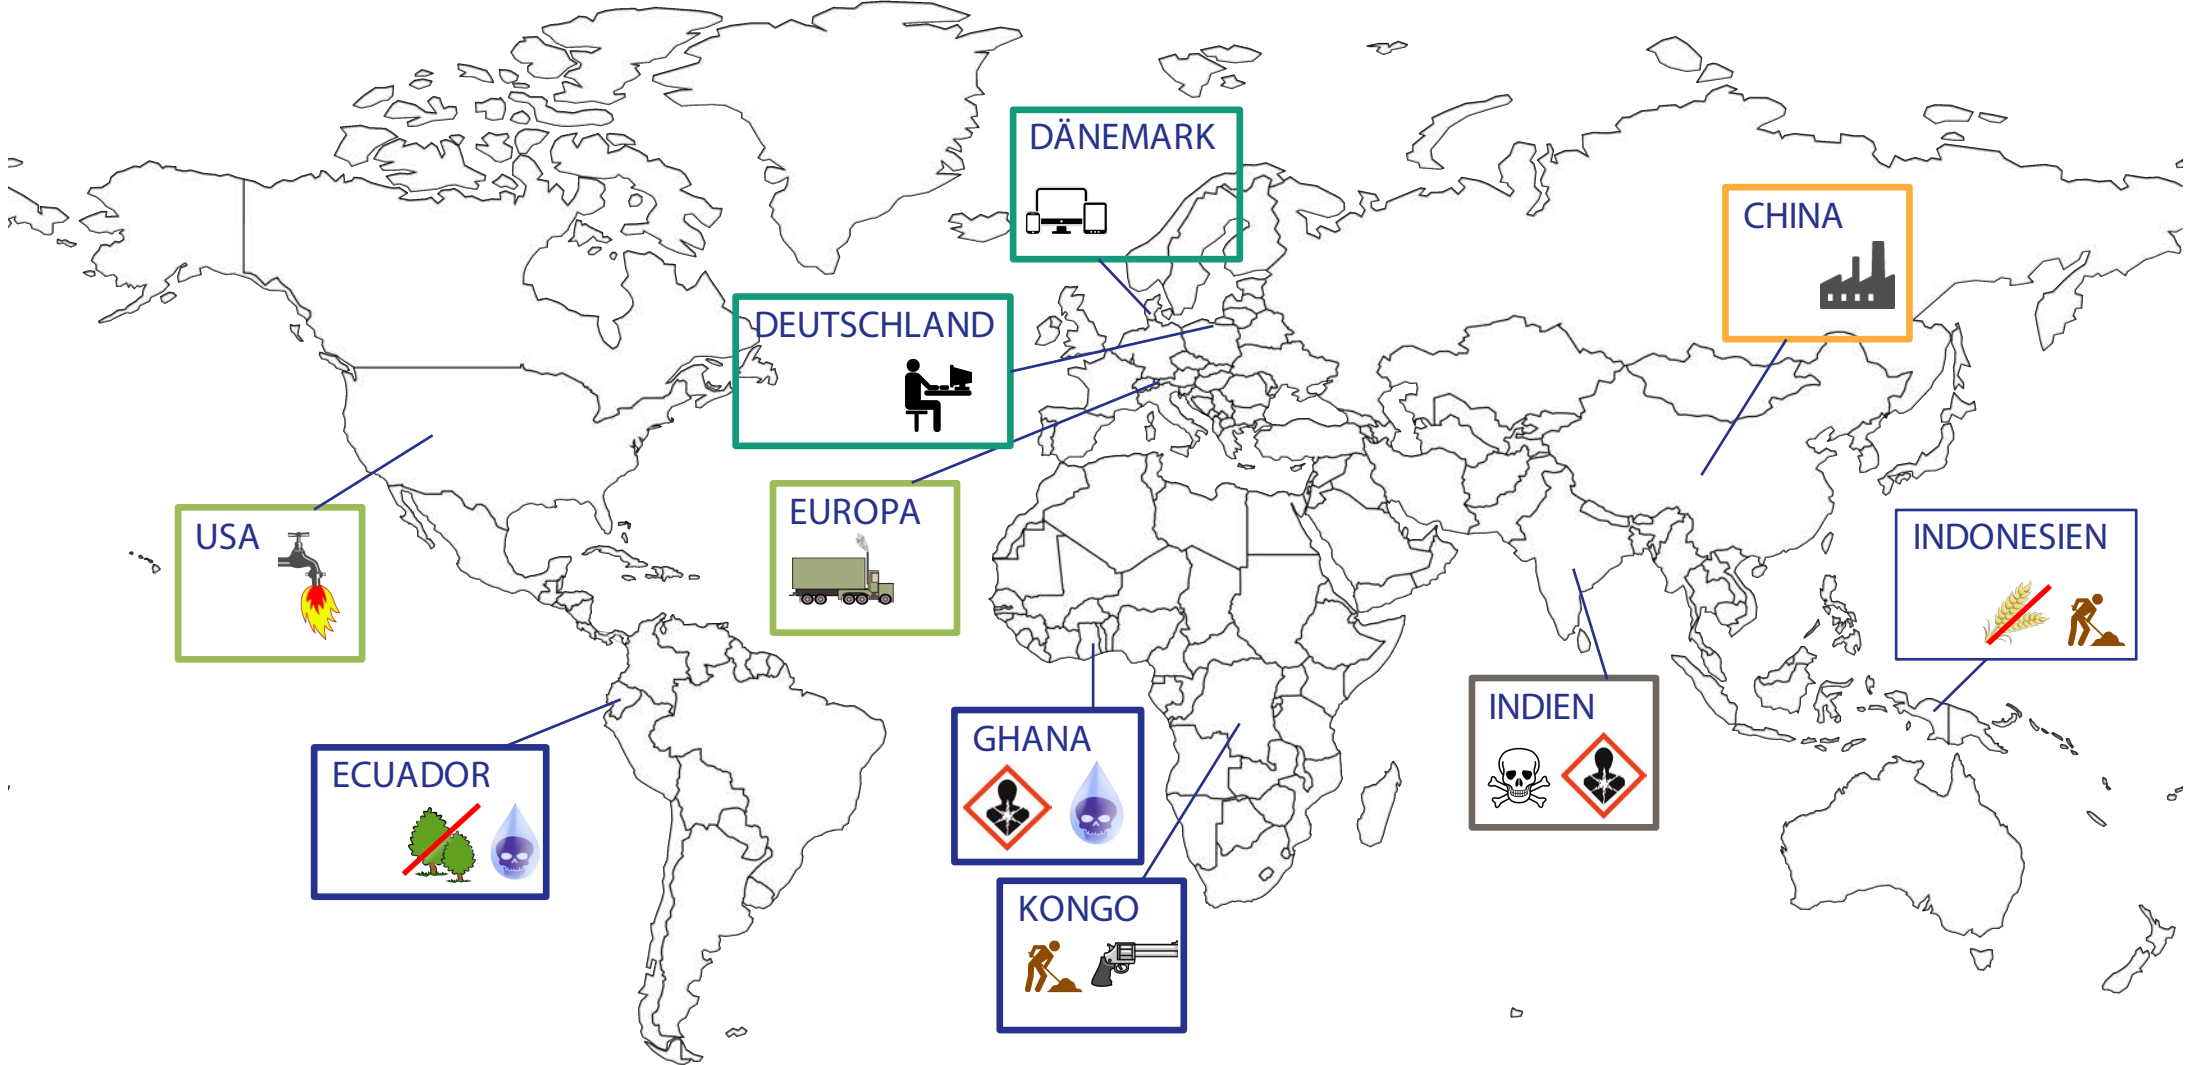 DÄNEMARK
CHINA
DEUTSCHLAND
EUROPA
USA
INDONESIEN
INDIEN
GHANA
ECUADOR
KONGO